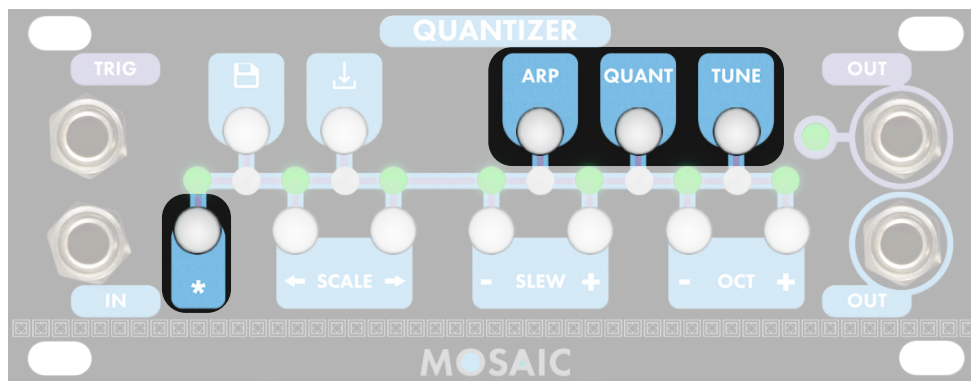 QUANTIZER
TRIG
ARP QUANT TUNE
OUT
* ← SCALE → - SLEW + - OCT +
IN
OUT
MOSAIC